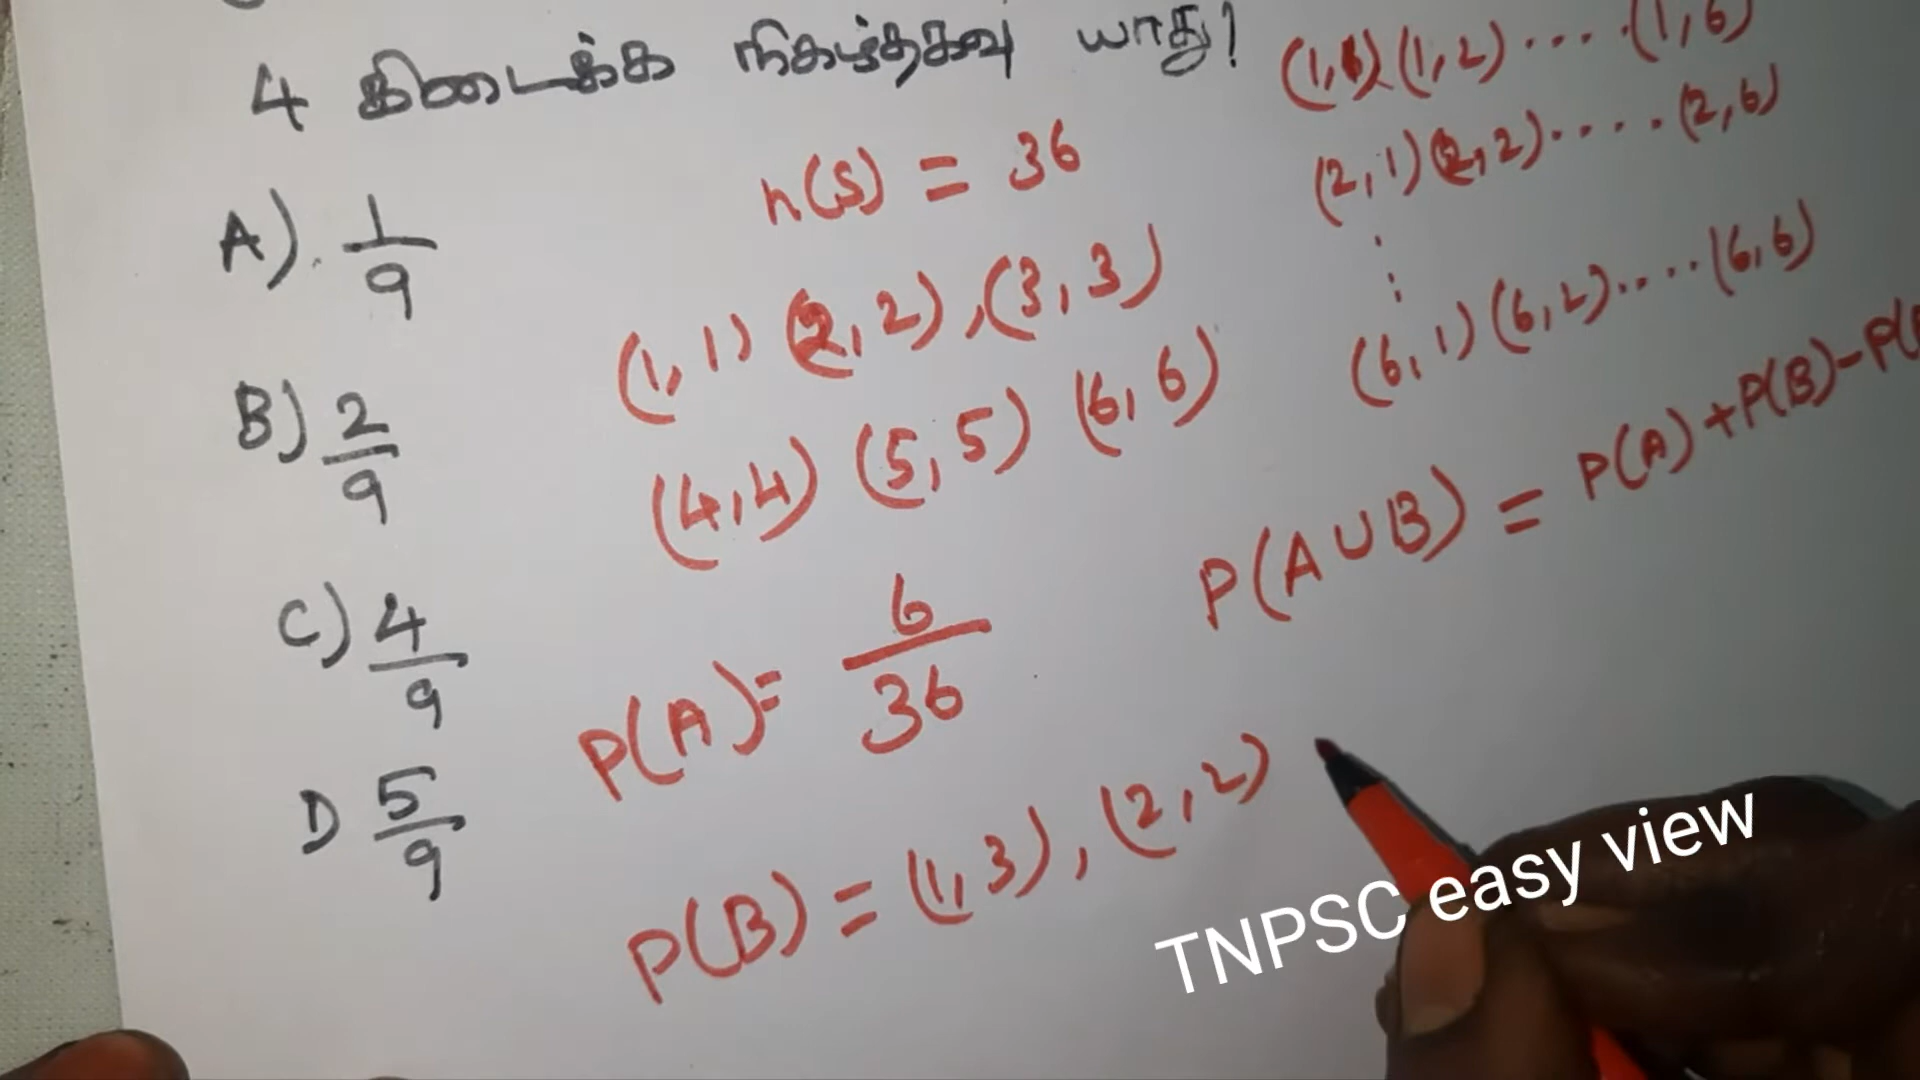 4 கிடைக்க நிகழ்தகவு யாது?
A) 1/9
B) 2/9
C) 4/9
D 5/9
n(S) = 36
(1,1) (2,2), (3,3)
(4,4) (5,5) (6,6)
P(A) = 6/36
P(B) = (1,3), (2,2)
(1,1) (1,2) .... (1,6)
(2,1) (2,2) .... (2,6)
:
:
(6,1) (6,2) .... (6,6)
P(A∪B) = P(A) + P(B) - P(
TNPSC easy view